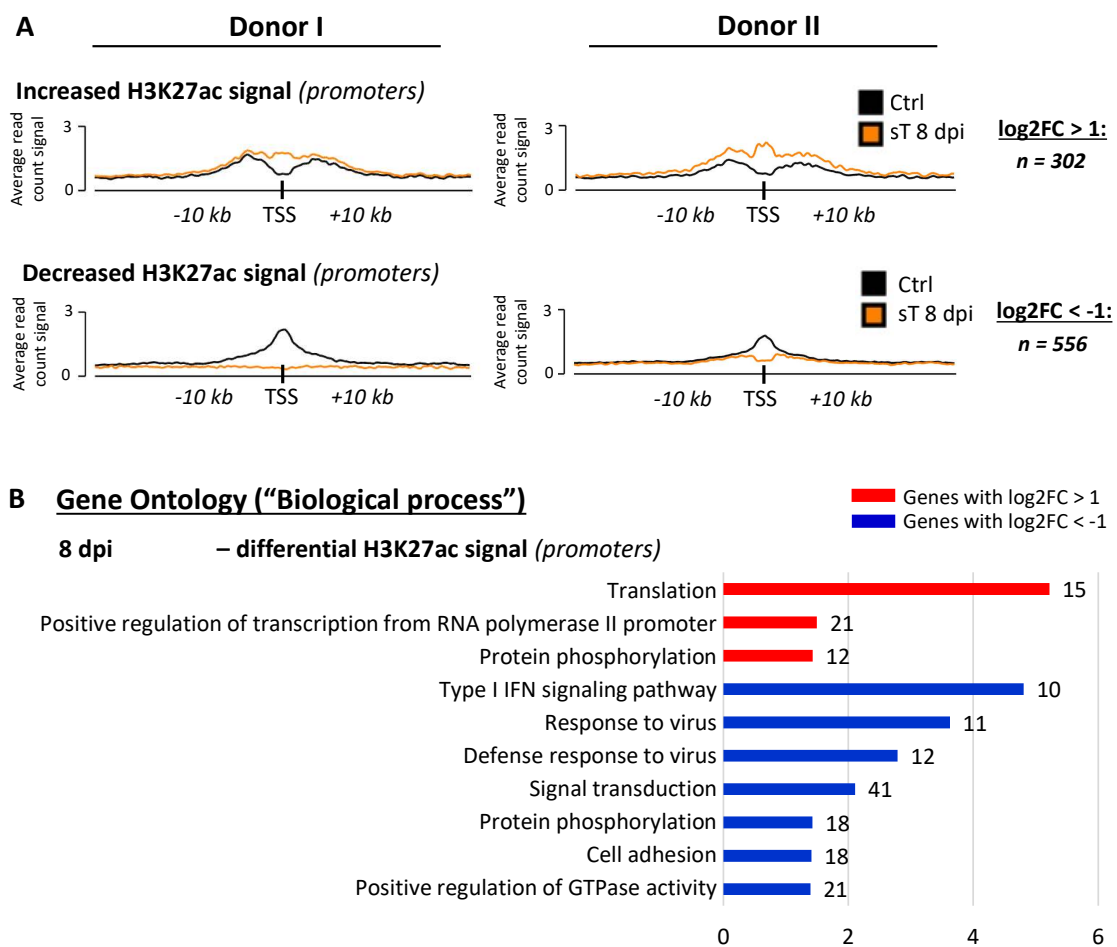 A
Donor I
Donor II
Increased H3K27ac signal (promoters)
Ctrl
sT 8 dpi
log2FC > 1:
n = 302
Average read
count signal
3
0
-10 kb TSS +10 kb
Average read
count signal
3
0
-10 kb TSS +10 kb
Decreased H3K27ac signal (promoters)
Ctrl
sT 8 dpi
log2FC < -1:
n = 556
Average read
count signal
3
0
-10 kb TSS +10 kb
Average read
count signal
3
0
-10 kb TSS +10 kb
B Gene Ontology (“Biological process”)
Genes with log2FC > 1
Genes with log2FC < -1
8 dpi – differential H3K27ac signal (promoters)
Translation 15
Positive regulation of transcription from RNA polymerase II promoter 21
Protein phosphorylation 12
Type I IFN signaling pathway 10
Response to virus 11
Defense response to virus 12
Signal transduction 41
Protein phosphorylation 18
Cell adhesion 18
Positive regulation of GTPase activity 21
0 2 4 6